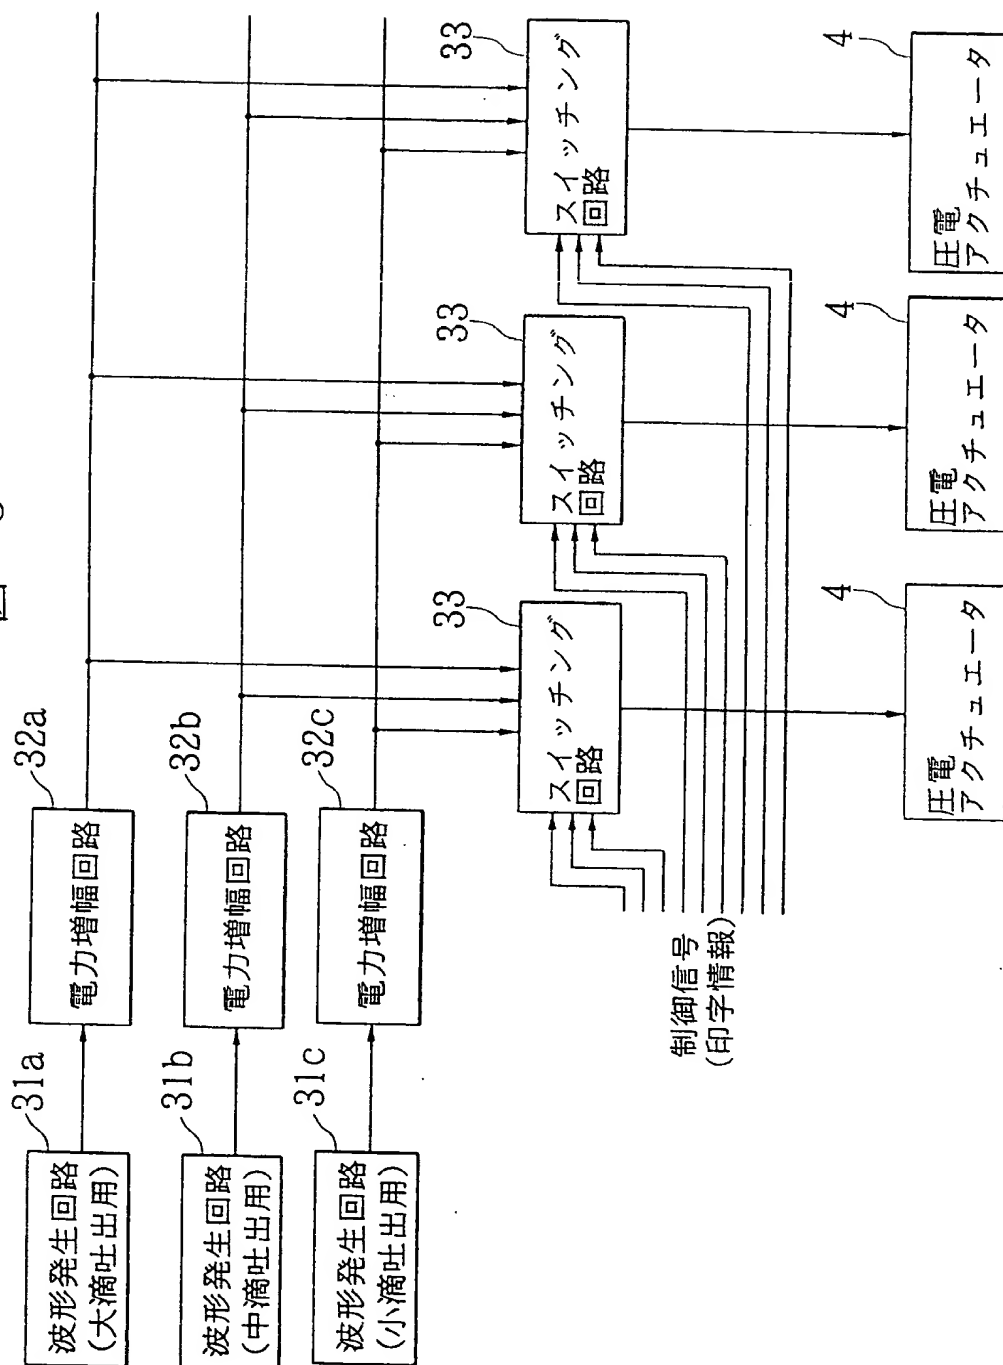 図
31a
波形発生回路
(大滴吐出用)
32a
電力増幅回路
31b
波形発生回路
(中滴吐出用)
32b
電力増幅回路
31c
波形発生回路
(小滴吐出用)
32c
電力増幅回路
制御信号
(印字情報)
33
スイッチング
回路
33
スイッチング
回路
33
スイッチング
回路
4
圧電
アクチュエータ
4
圧電
アクチュエータ
4
圧電
アクチュエータ